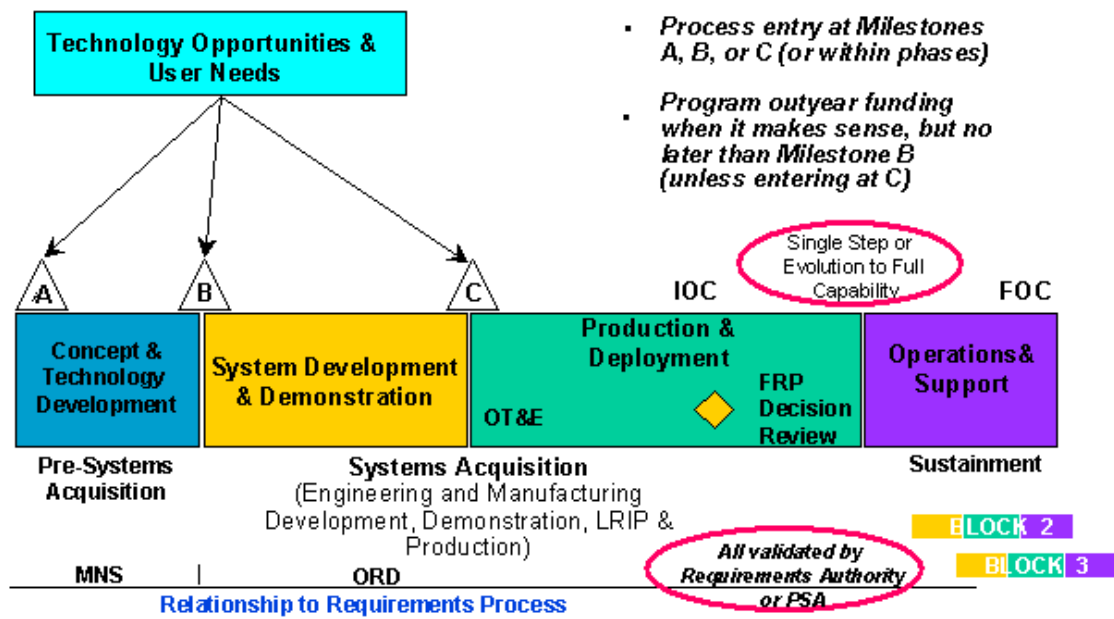 Technology Opportunities &
User Needs
▪ Process entry at Milestones
A, B, or C (or within phases)
▪ Program outyear funding
when it makes sense, but no
later than Milestone B
(unless entering at C)
Single Step or
Evolution to Full
Capability
A
B
C
IOC
FOC
Concept &
Technology
Development
System Development
& Demonstration
Production &
Deployment
OT&E
FRP
Decision
Review
Operations&
Support
Pre-Systems
Acquisition
Systems Acquisition
(Engineering and Manufacturing
Development, Demonstration, LRIP &
Production)
Sustainment
BLOCK 2
BLOCK 3
All validated by
Requirements Authority
or PSA
MNS
ORD
Relationship to Requirements Process